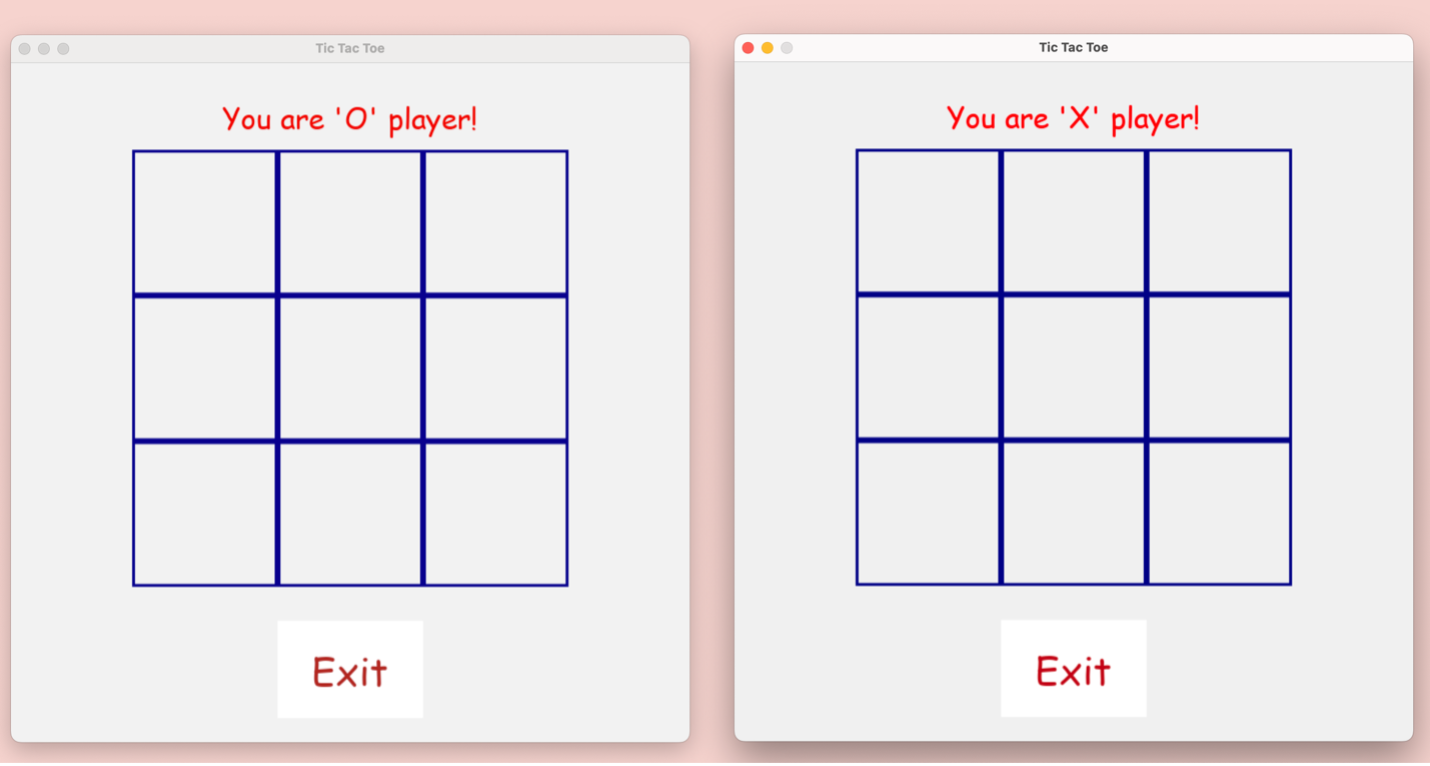 Tic Tac Toe
You are 'O' player!
Exit
Tic Tac Toe
You are 'X' player!
Exit